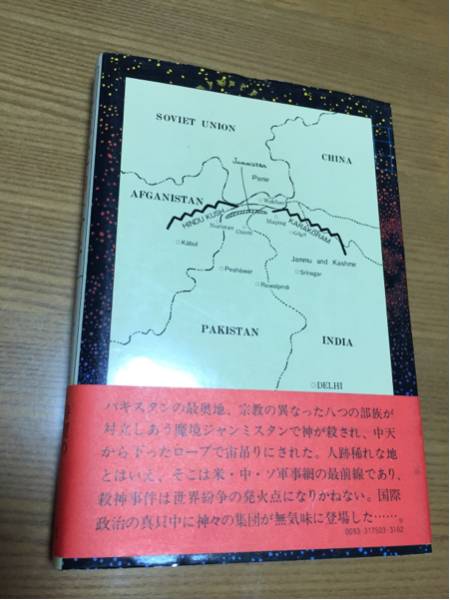 SOVIET UNION
CHINA
Jammistan
AFGANISTAN
HINDU KUSH
KARAKORAM
Gilgit
Kabul
Chitral
Jammu and Kashmir
Srinagar
Peshawar
Rawalpindi
PAKISTAN
INDIA
DELHI
パキスタンの最奥地、宗教の異なった八つの部族が
対立しあう魔境ジャンミスタンで神が殺され、中天
から下ったロープで宙吊りにされた。人跡稀れな地
とはいえ、そこは米・中・ソ軍事網の最前線であり、
殺神事件は世界紛争の発火点になりかねない。国際
政治の真只中に神々の集団が無気味に登場した……。
0093-317503-3162